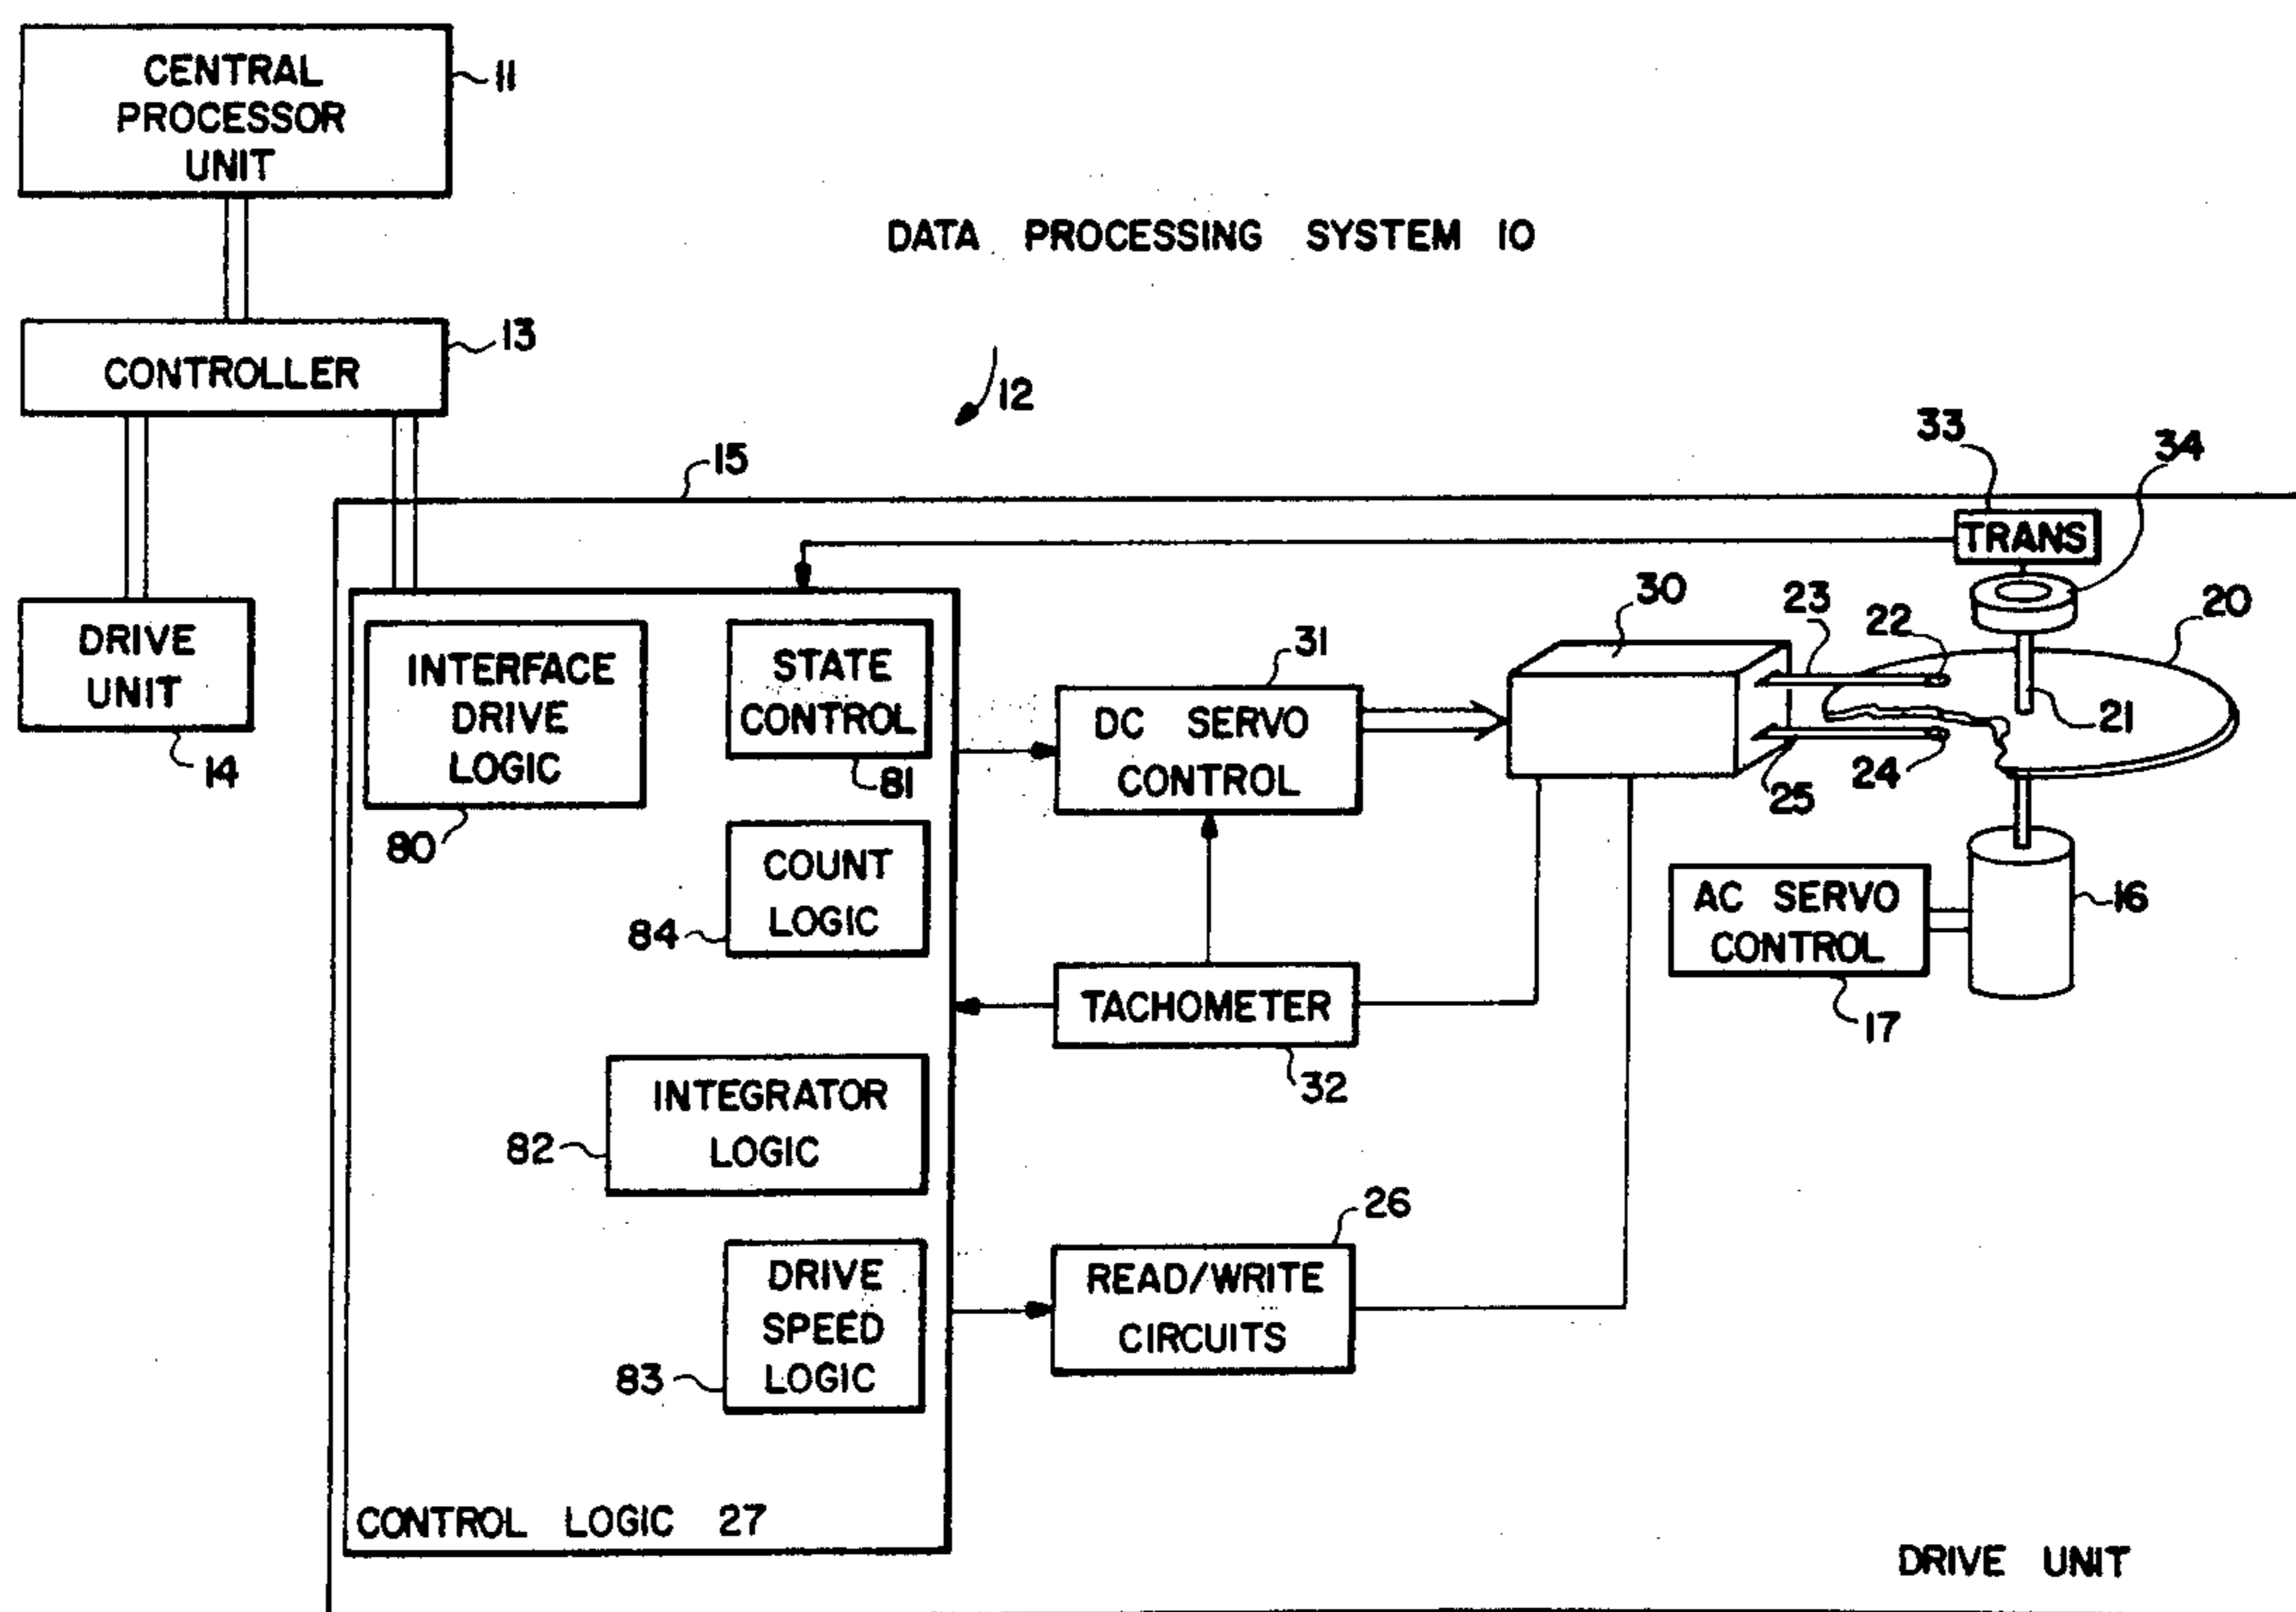 CENTRAL
PROCESSOR
UNIT
11
DATA PROCESSING SYSTEM 10
CONTROLLER
13
12
15
33
34
TRANS
DRIVE
UNIT
14
INTERFACE
DRIVE
LOGIC
80
STATE
CONTROL
81
31
DC SERVO
CONTROL
30
23
22
20
21
24
25
COUNT
LOGIC
84
AC SERVO
CONTROL
16
17
TACHOMETER
32
INTEGRATOR
LOGIC
82
26
DRIVE
SPEED
LOGIC
83
READ/WRITE
CIRCUITS
CONTROL LOGIC 27
DRIVE UNIT